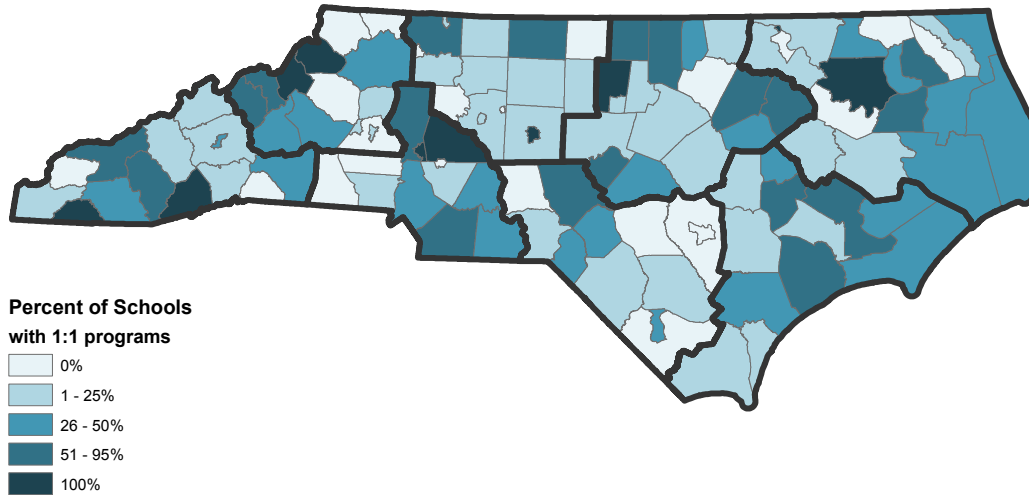 Percent of Schools
with 1:1 programs
0%
1 - 25%
26 - 50%
51 - 95%
100%